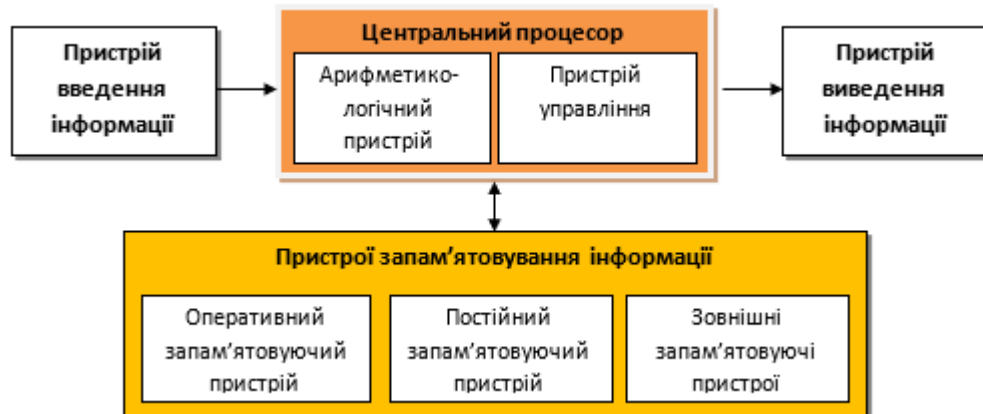 Пристрій
введення
інформації
Центральний процесор
Арифметико-
логічний
пристрій
Пристрій
управління
Пристрій
виведення
інформації
Пристрої запам’ятовування інформації
Оперативний
запам’ятовуючий
пристрій
Постійний
запам’ятовуючий
пристрій
Зовнішні
запам’ятовуючі
пристрої